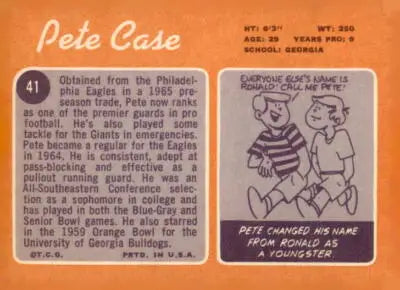 Pete Case
HT: 6'3" WT: 250
AGE: 29 YEARS PRO: 9
SCHOOL: GEORGIA
41
Obtained from the Philadel-
phia Eagles in a 1965 pre-
season trade, Pete now ranks
as one of the premier guards in pro
football. He's also played some
tackle for the Giants in emergencies.
Pete became a regular for the Eagles
in 1964. He is consistent, adept at
pass-blocking and effective as a
pullout running guard. He was an
All-Southeastern Conference selec-
tion as a sophomore in college and
has played in both the Blue-Gray and
Senior Bowl games. He also starred
in the 1959 Orange Bowl for the
University of Georgia Bulldogs.
©T.C.G. PRTD. IN U.S.A.
EVERYONE ELSE'S NAME IS
RONALD! CALL ME PETE!
PETE CHANGED HIS NAME
FROM RONALD AS
A YOUNGSTER.